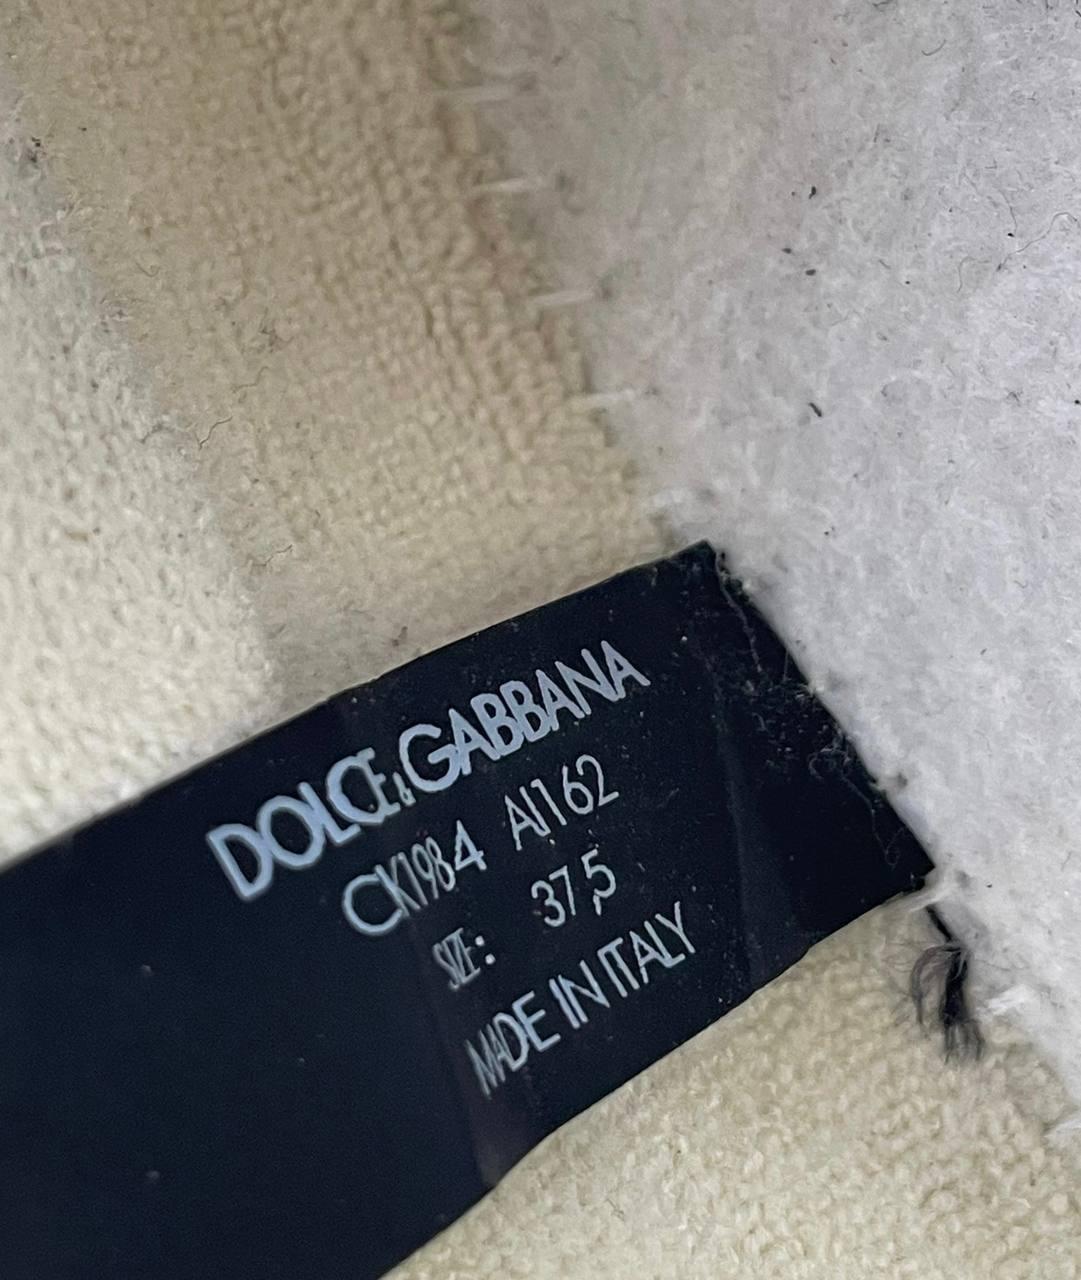 DOLCE&GABBANA
CK1984 AI162
SIZE: 37,5
MADE IN ITALY